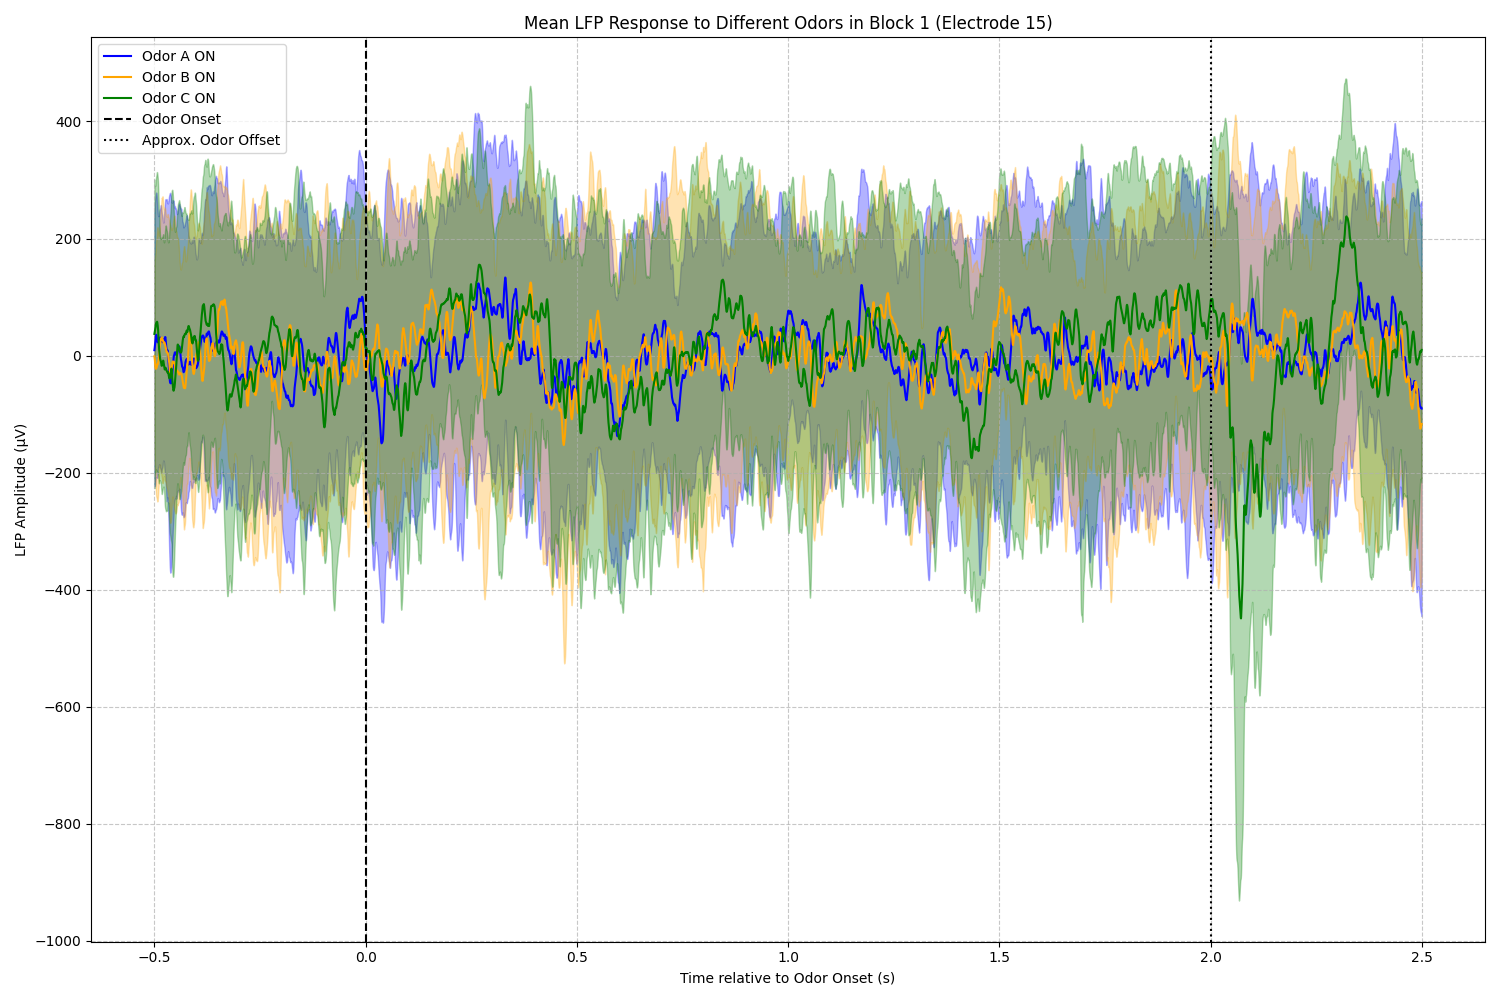 Mean LFP Response to Different Odors in Block 1 (Electrode 15)
Odor A ON
Odor B ON
Odor C ON
Odor Onset
Approx. Odor Offset
LFP Amplitude (µV)
400
200
0
−200
−400
−600
−800
−1000
−0.5
0.0
0.5
1.0
1.5
2.0
2.5
Time relative to Odor Onset (s)